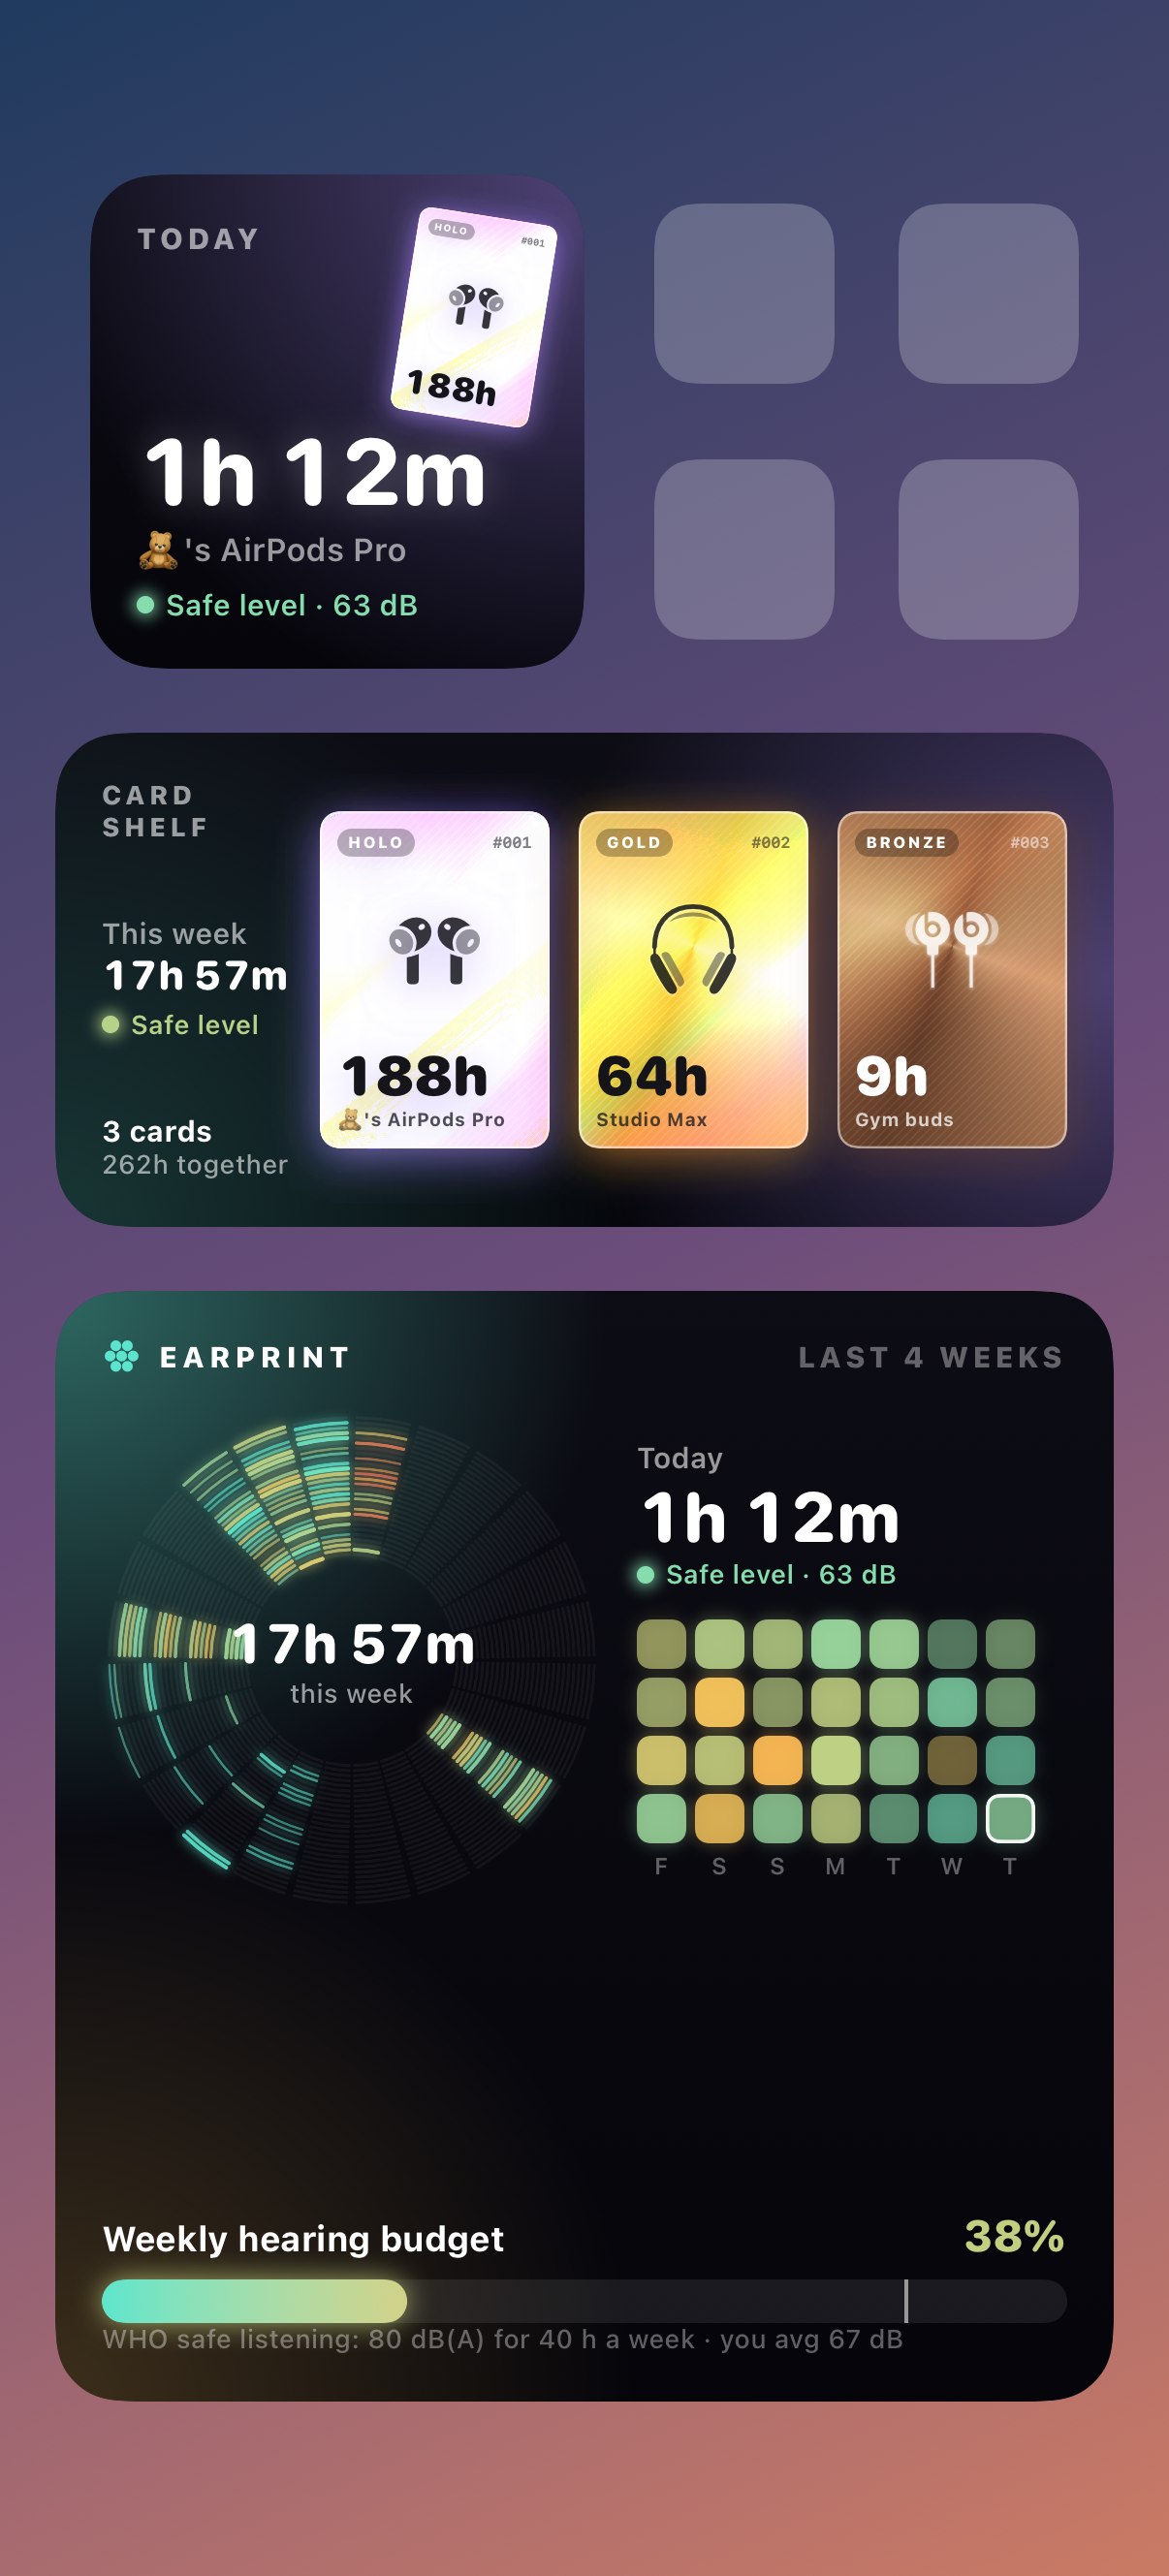 TODAY
HOLO
#001
188h
1h 12m
🧸's AirPods Pro
Safe level · 63 dB
CARD
SHELF
This week
17h 57m
Safe level
3 cards
262h together
HOLO #001
188h
🧸's AirPods Pro
GOLD #002
64h
Studio Max
BRONZE #003
9h
Gym buds
EARPRINT
LAST 4 WEEKS
17h 57m
this week
Today
1h 12m
Safe level · 63 dB
F S S M T W T
Weekly hearing budget
38%
WHO safe listening: 80 dB(A) for 40 h a week · you avg 67 dB